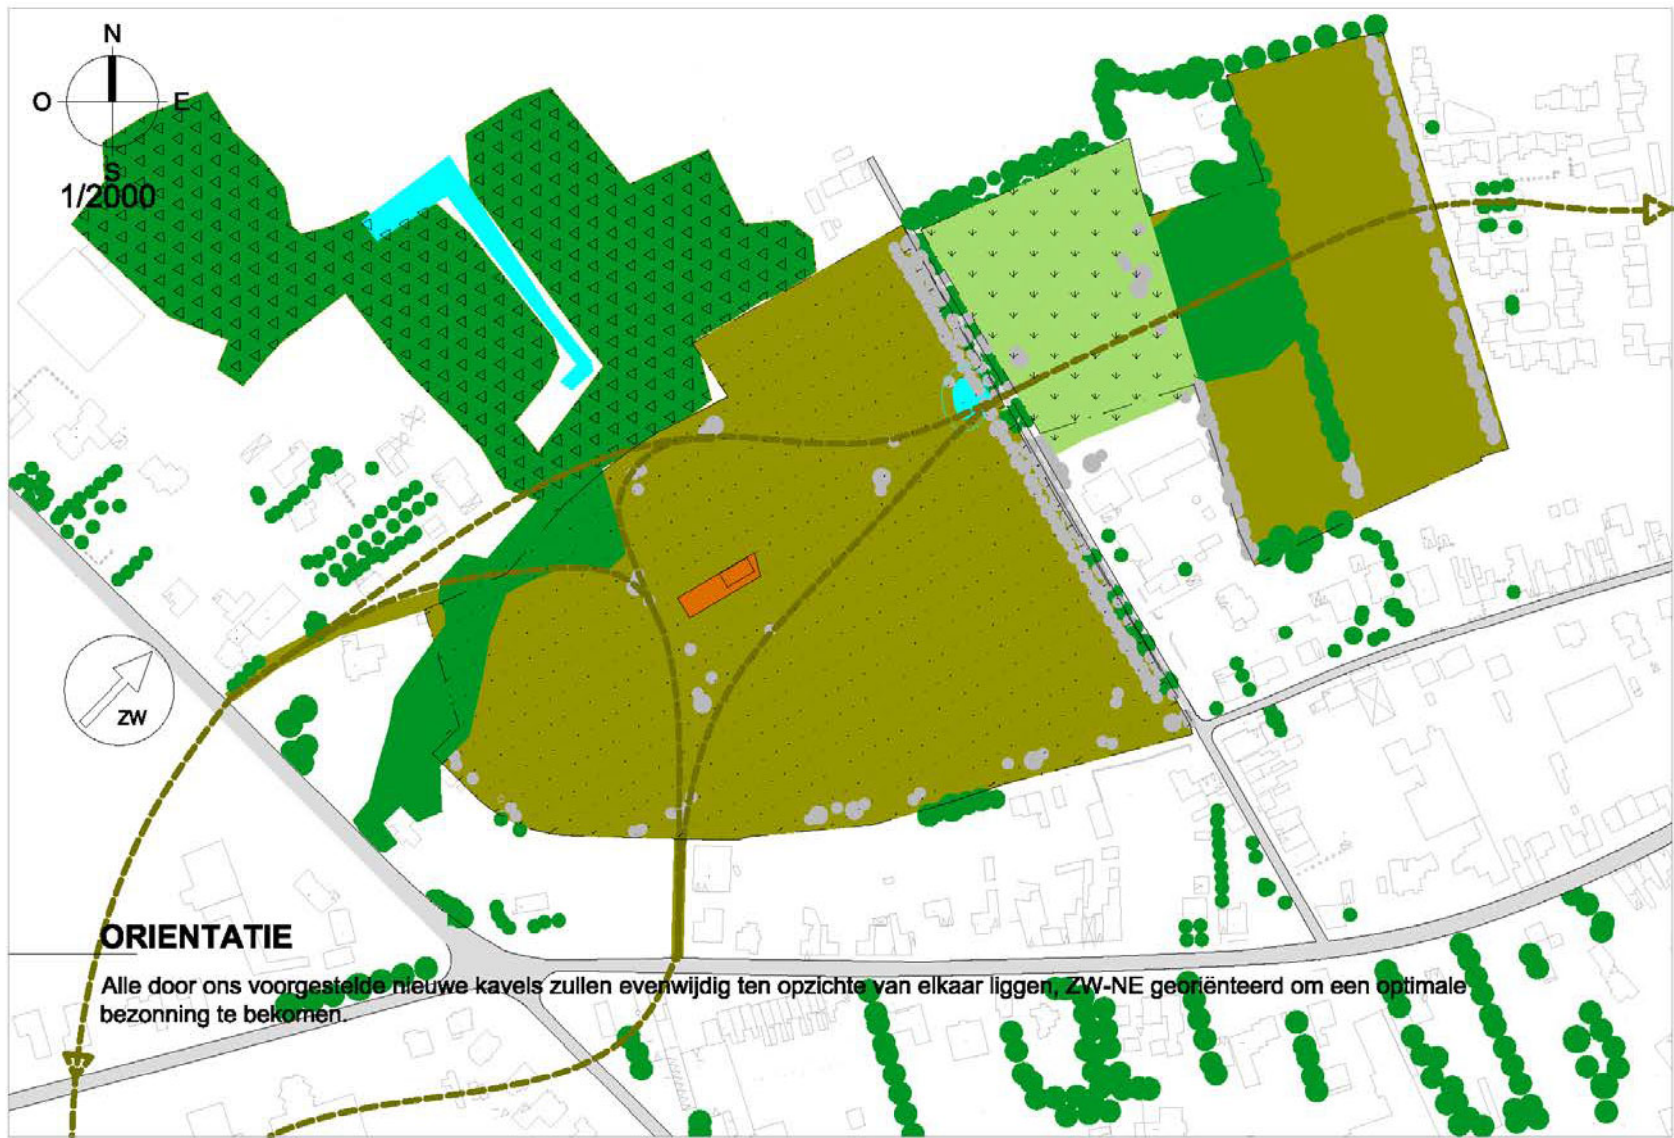 N
O
E
S
1/2000
ZW
ORIENTATIE
Alle door ons voorgestelde nieuwe kavels zullen evenwijdig ten opzichte van elkaar liggen, ZW-NE georiënteerd om een optimale
bezonning te bekomen.